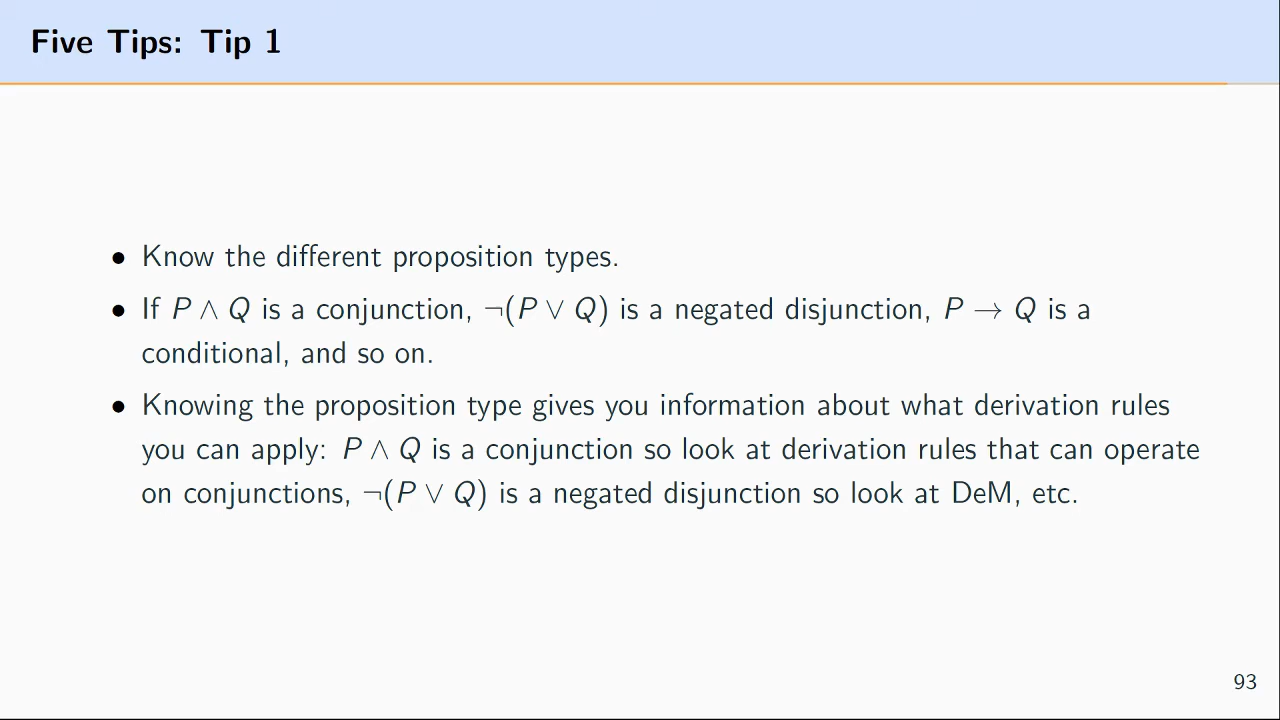 Five Tips: Tip 1
• Know the different proposition types.
• If P ∧ Q is a conjunction, ¬(P ∨ Q) is a negated disjunction, P → Q is a
conditional, and so on.
• Knowing the proposition type gives you information about what derivation rules
you can apply: P ∧ Q is a conjunction so look at derivation rules that can operate
on conjunctions, ¬(P ∨ Q) is a negated disjunction so look at DeM, etc.
93